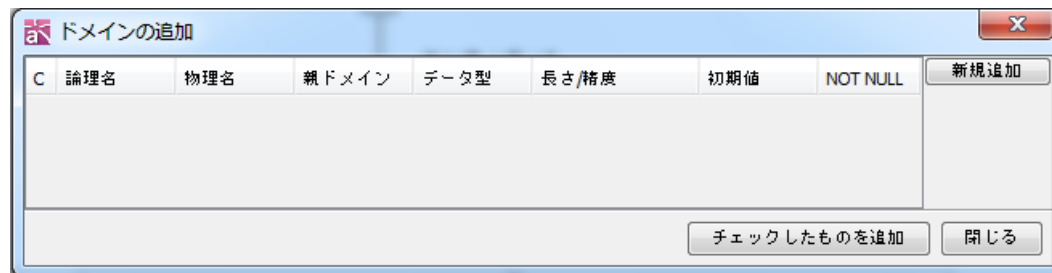 ドメインの追加
C 論理名 物理名 親ドメイン データ型 長さ/精度 初期値 NOT NULL 新規追加
チェックしたものを追加 閉じる